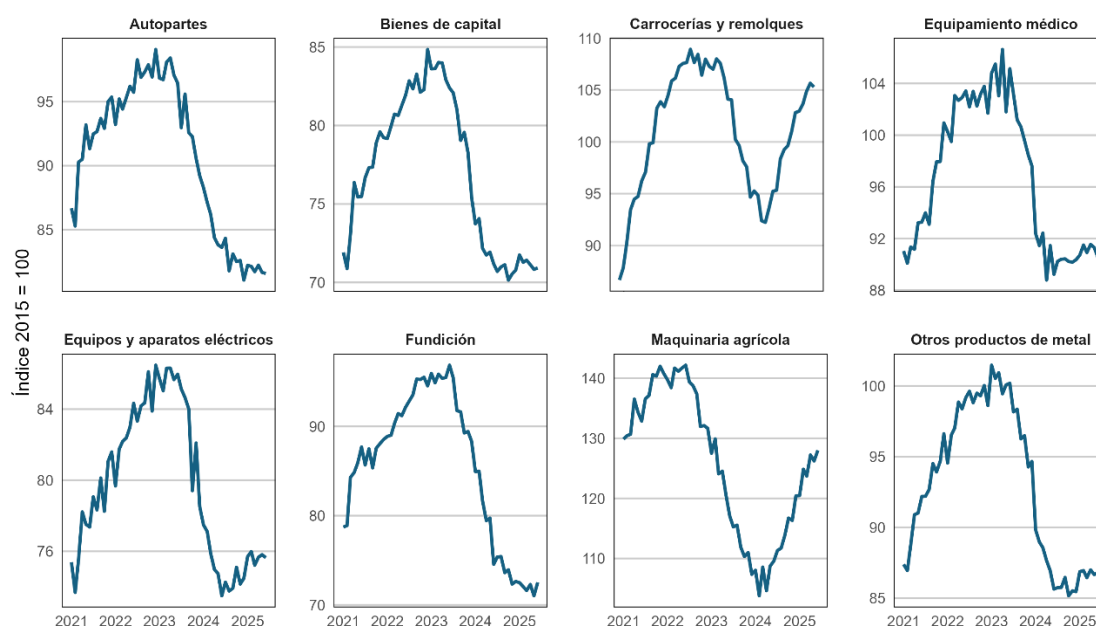 Autopartes
Bienes de capital
Carrocerías y remolques
Equipamiento médico
95
90
85
85
80
75
70
110
105
100
95
90
104
100
96
92
88
Índice 2015 = 100
Equipos y aparatos eléctricos
Fundición
Maquinaria agrícola
Otros productos de metal
84
80
76
90
80
70
140
130
120
110
100
95
90
85
2021 2022 2023 2024 2025
2021 2022 2023 2024 2025
2021 2022 2023 2024 2025
2021 2022 2023 2024 2025